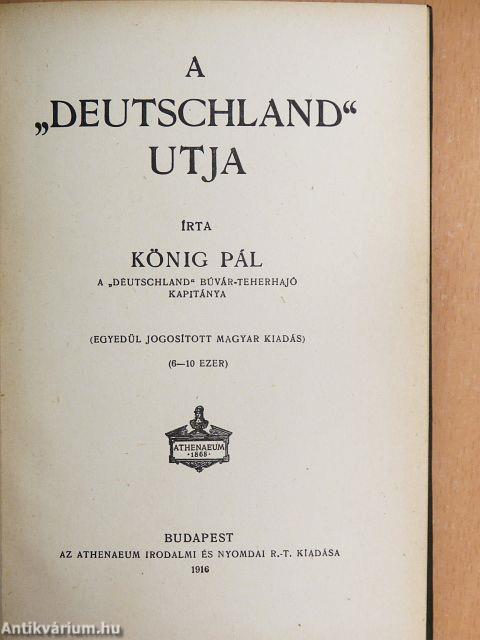 A
„DEUTSCHLAND“
UTJA
ÍRTA
KÖNIG PÁL
A „DEUTSCHLAND“ BÚVÁR-TEHERHAJÓ
KAPITÁNYA
(EGYEDÜL JOGOSÍTOTT MAGYAR KIADÁS)
(6—10 EZER)
ATHENAEUM
·1868·
BUDAPEST
AZ ATHENAEUM IRODALMI ÉS NYOMDAI R.-T. KIADÁSA
1916
Antikvárium.hu